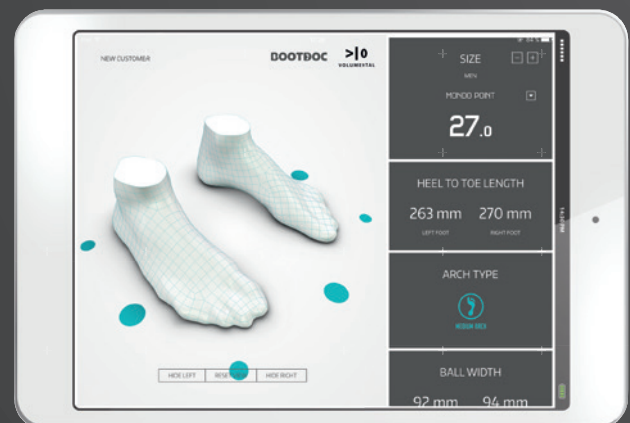 NEW CUSTOMER
BOOTDOC
VOLUMENTAL
84 %
SIZE
MEN
MONDO POINT
27.0
HEEL TO TOE LENGTH
263 mm 270 mm
LEFT FOOT RIGHT FOOT
ARCH TYPE
MEDIUM ARCH
BALL WIDTH
92 mm 94 mm
HIDE LEFT
HIDE RIGHT